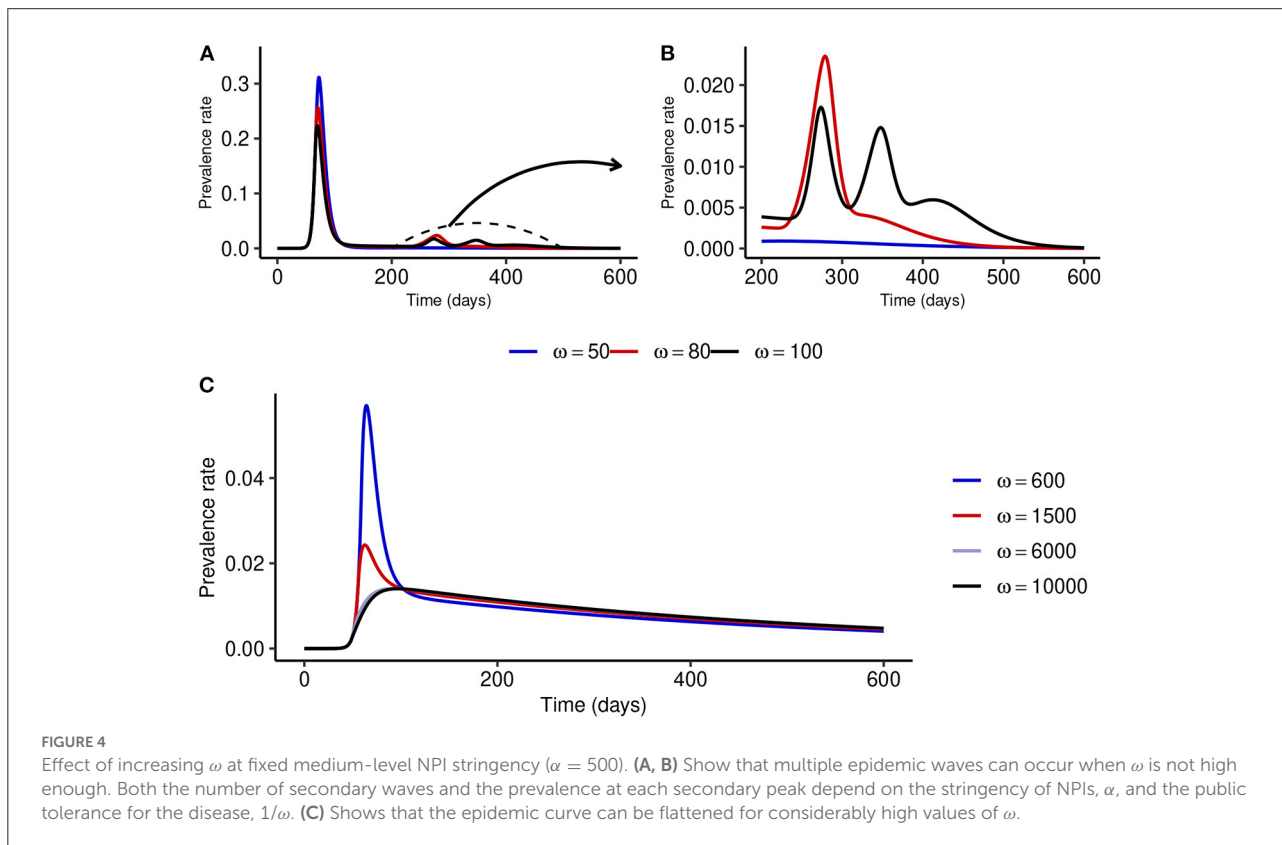 A
B
Prevalence rate
0.3
0.2
0.1
0.0
0
200
400
600
Time (days)
Prevalence rate
0.020
0.015
0.010
0.005
0.000
200
300
400
500
600
Time (days)
ω = 50
ω = 80
ω = 100
C
Prevalence rate
0.04
0.02
0.00
0
200
400
600
Time (days)
ω = 600
ω = 1500
ω = 6000
ω = 10000
FIGURE 4
Effect of increasing ω at fixed medium-level NPI stringency (α = 500). (A, B) Show that multiple epidemic waves can occur when ω is not high
enough. Both the number of secondary waves and the prevalence at each secondary peak depend on the stringency of NPIs, α, and the public
tolerance for the disease, 1/ω. (C) Shows that the epidemic curve can be flattened for considerably high values of ω.